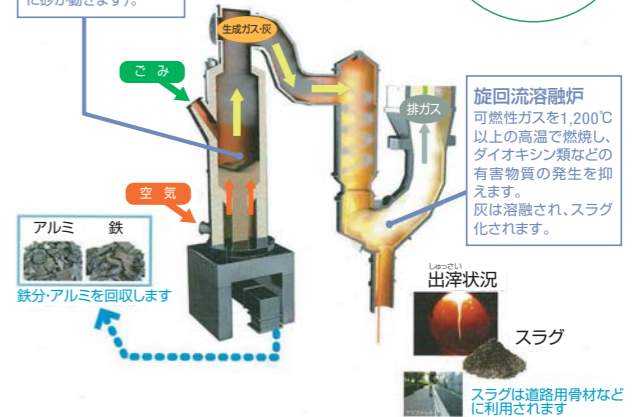 に砂が動きます)。
生成ガス・灰
ごみ
排ガス
旋回流溶融炉
可燃性ガスを1,200℃
以上の高温で燃焼し、
ダイオキシン類などの
有害物質の発生を抑
えます。
灰は溶融され、スラグ
化されます。
空気
アルミ 鉄
鉄分・アルミを回収します
しゅっさい
出滓状況
スラグ
スラグは道路用骨材など
に利用されます